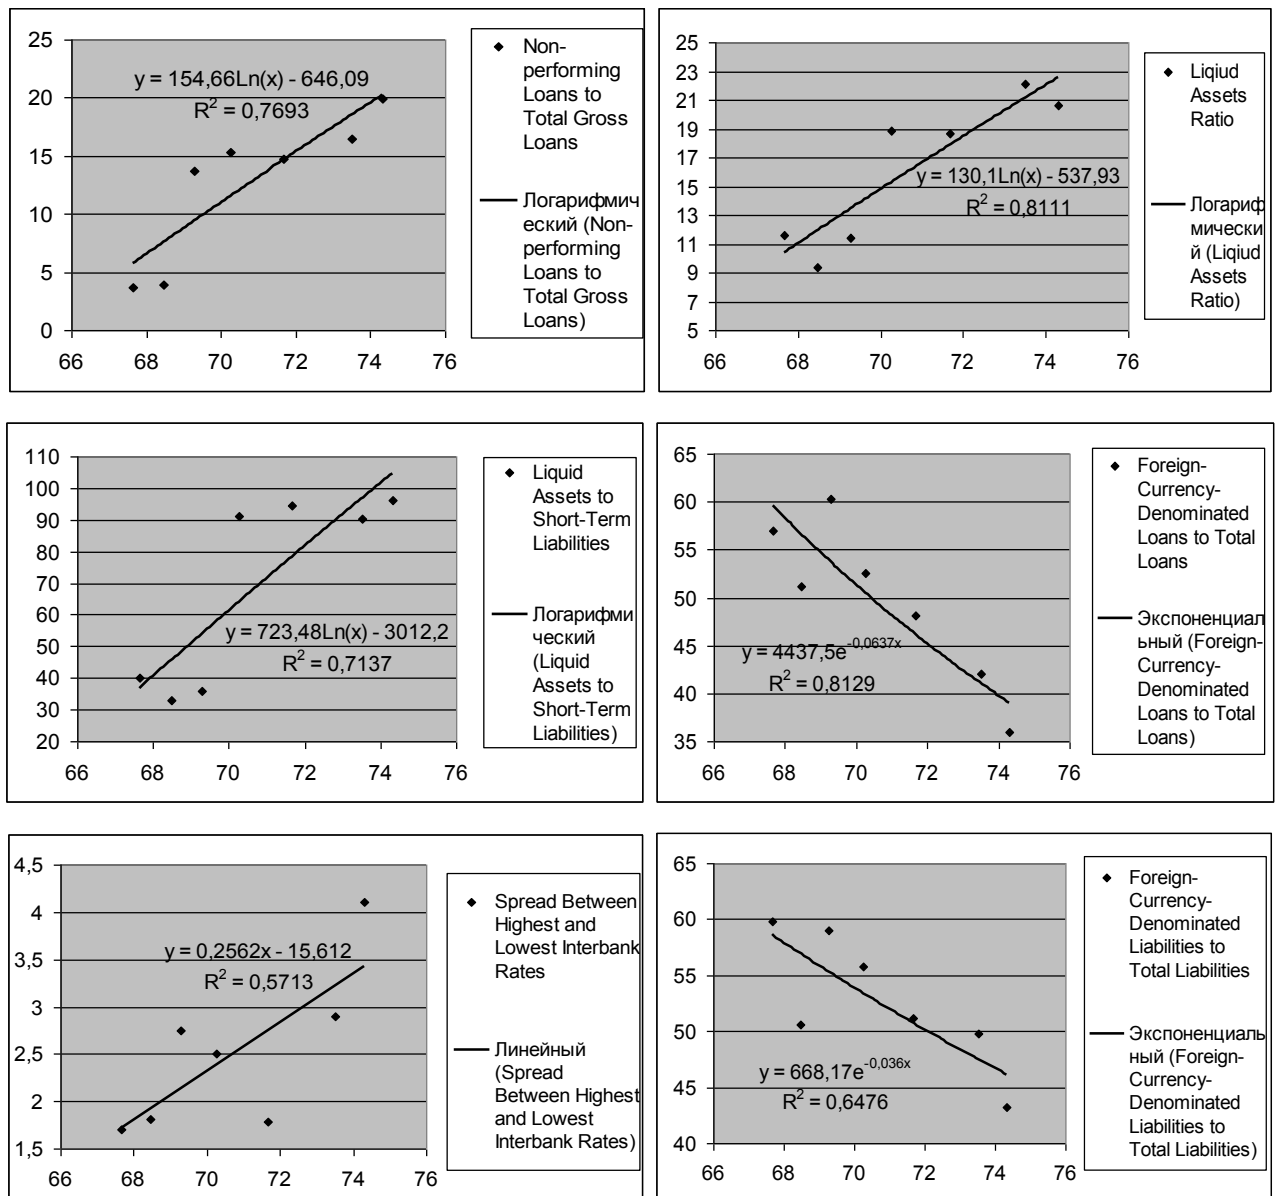 25
20
15
10
5
0
66 68 70 72 74 76
y = 154,66Ln(x) - 646,09
R² = 0,7693
Non-
performing
Loans to
Total Gross
Loans
Логарифмич
еский (Non-
performing
Loans to
Total Gross
Loans)
25
23
21
19
17
15
13
11
9
7
5
66 68 70 72 74 76
y = 130,1Ln(x) - 537,93
R² = 0,8111
Liqiud
Assets
Ratio
Логариф
мически
й (Liqiud
Assets
Ratio)
110
100
90
80
70
60
50
40
30
20
66 68 70 72 74 76
y = 723,48Ln(x) - 3012,2
R² = 0,7137
Liquid
Assets to
Short-Term
Liabilities
Логарифми
ческий
(Liquid
Assets to
Short-Term
Liabilities)
65
60
55
50
45
40
35
66 68 70 72 74 76
y = 4437,5e^-0,0637x
R² = 0,8129
Foreign-
Currency-
Denominated
Loans to Total
Loans
Экспоненциал
ьный (Foreign-
Currency-
Denominated
Loans to Total
Loans)
4,5
4
3,5
3
2,5
2
1,5
66 68 70 72 74 76
y = 0,2562x - 15,612
R² = 0,5713
Spread Between
Highest and
Lowest Interbank
Rates
Линейный
(Spread
Between Highest
and Lowest
Interbank Rates)
65
60
55
50
45
40
66 68 70 72 74 76
y = 668,17e^-0,036x
R² = 0,6476
Foreign-
Currency-
Denominated
Liabilities to
Total Liabilities
Экспоненциаль
ный (Foreign-
Currency-
Denominated
Liabilities to
Total Liabilities)